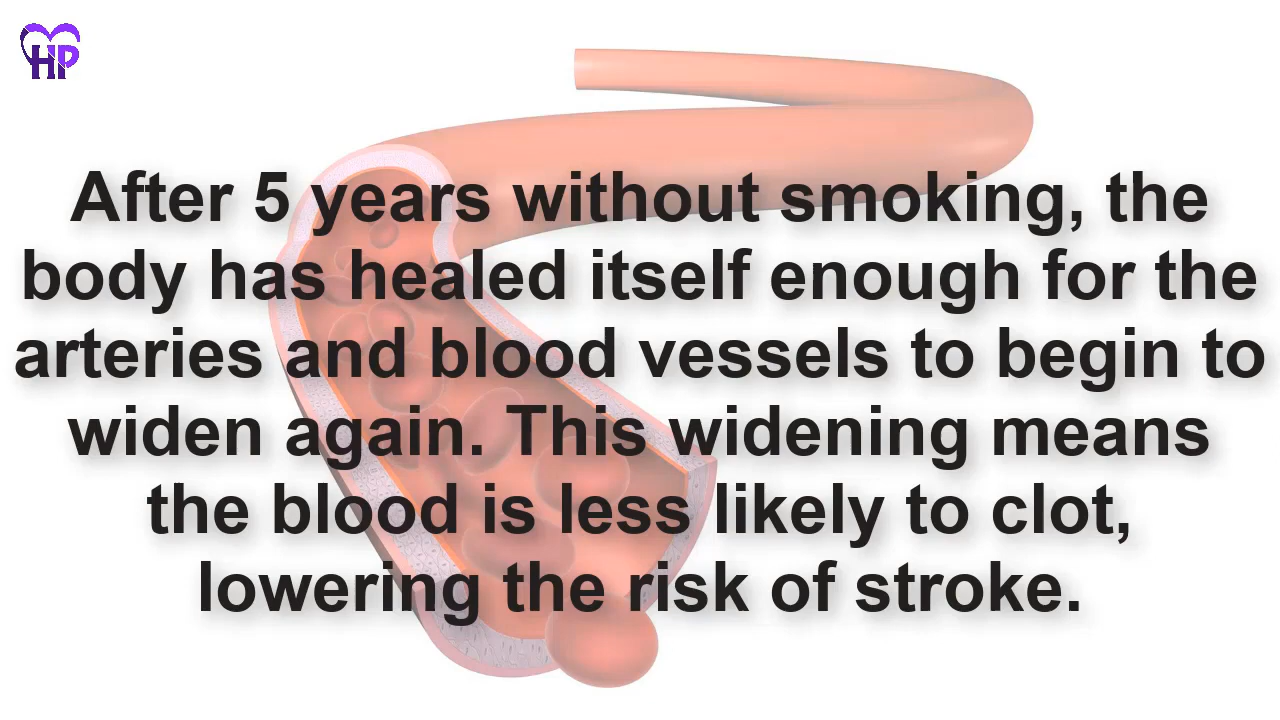 HP
After 5 years without smoking, the
body has healed itself enough for the
arteries and blood vessels to begin to
widen again. This widening means
the blood is less likely to clot,
lowering the risk of stroke.